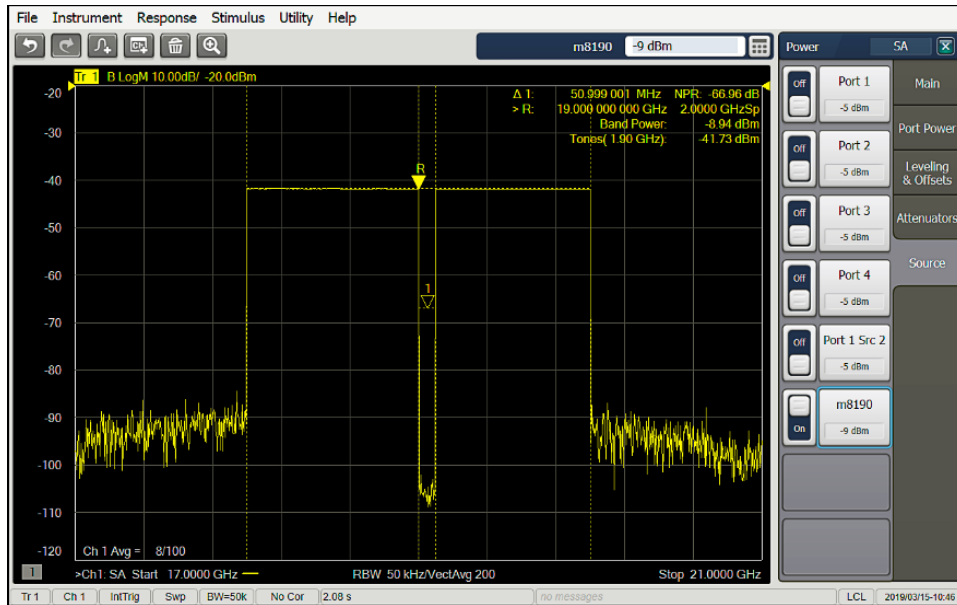 File Instrument Response Stimulus Utility Help
m8190 -9 dBm
Tr 1 B LogM 10.00dB/ -20.0dBm
Δ 1: 50.999 001 MHz NPR: -66.96 dB
> R: 19.000 000 000 GHz 2.0000 GHzSp
Band Power: -8.94 dBm
Tones( 1.90 GHz): -41.73 dBm
-20
-30
-40
-50
-60
-70
-80
-90
-100
-110
-120
R
1
Ch 1 Avg = 8/100
1 >Ch1: SA Start 17.0000 GHz RBW 50 kHz/VectAvg 200 Stop 21.0000 GHz
Power SA X
Off Port 1
-5 dBm
Off Port 2
-5 dBm
Off Port 3
-5 dBm
Off Port 4
-5 dBm
Off Port 1 Src 2
-5 dBm
m8190
On -9 dBm
Main
Port Power
Leveling
& Offsets
Attenuators
Source
Tr 1 Ch 1 IntTrig Swp BW=50k No Cor 2.08 s no messages LCL 2019/03/15-10:46